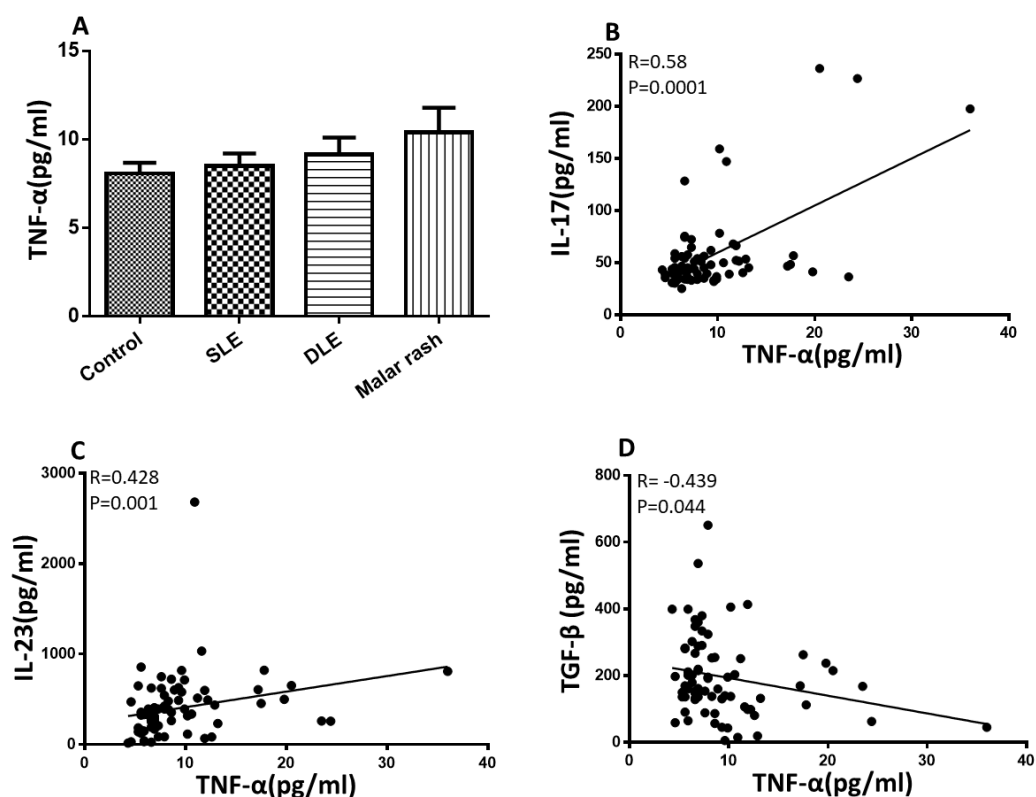 A
TNF-α(pg/ml)
15
10
5
0
Control
SLE
DLE
Malar rash
B
R=0.58
P=0.0001
IL-17(pg/ml)
250
200
150
100
50
0
0 10 20 30 40
TNF-α(pg/ml)
C
R=0.428
P=0.001
IL-23(pg/ml)
3000
2000
1000
0
0 10 20 30 40
TNF-α(pg/ml)
D
R= -0.439
P=0.044
TGF-β (pg/ml)
800
600
400
200
0
0 10 20 30 40
TNF-α(pg/ml)